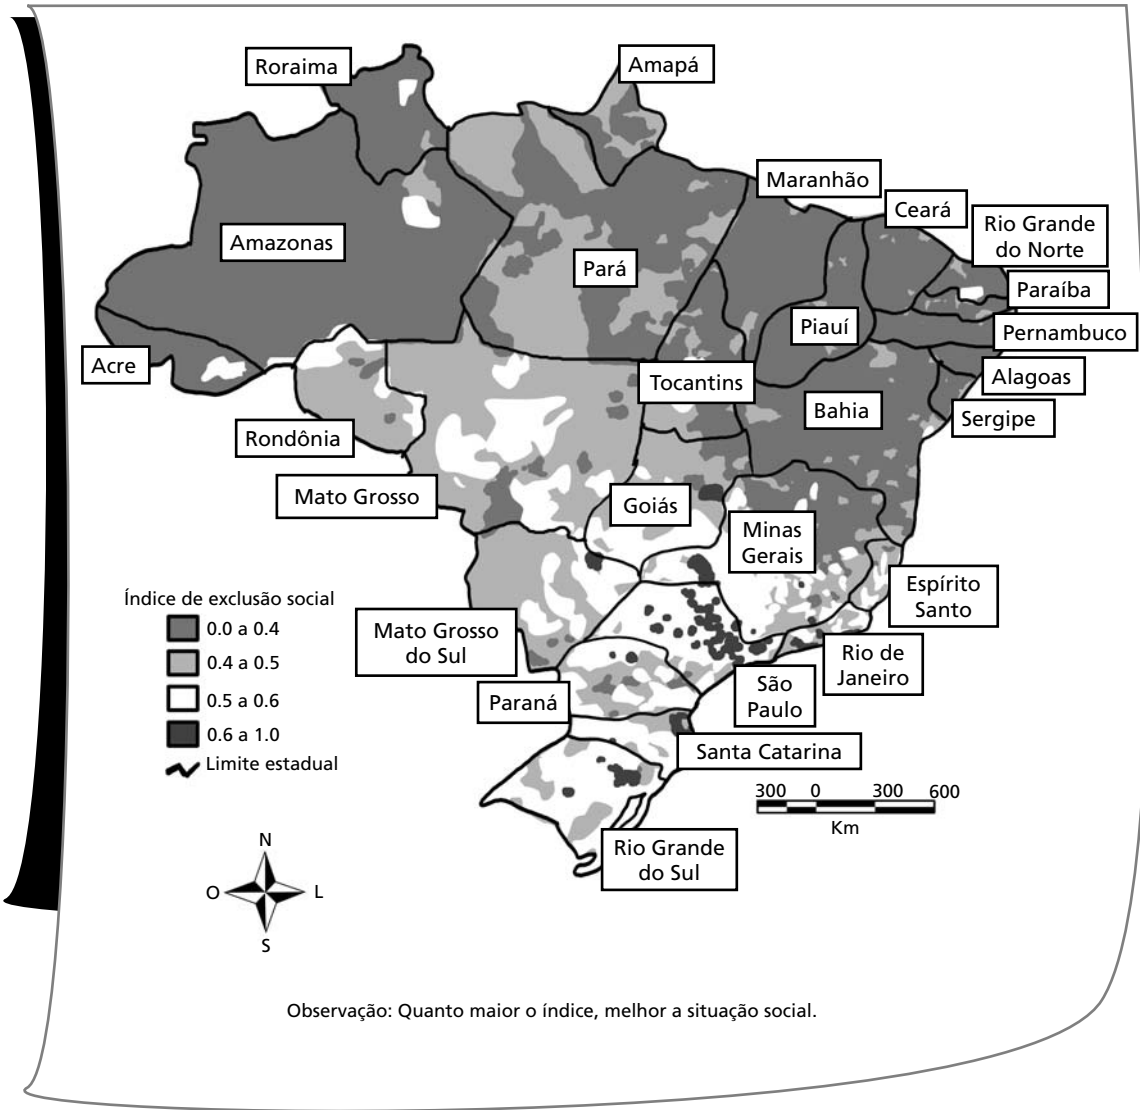 Roraima
Amapá
Maranhão
Ceará
Rio Grande
do Norte
Amazonas
Pará
Paraíba
Piauí
Pernambuco
Acre
Tocantins
Alagoas
Bahia
Sergipe
Rondônia
Mato Grosso
Goiás
Minas
Gerais
Espírito
Santo
Índice de exclusão social
0.0 a 0.4
0.4 a 0.5
0.5 a 0.6
0.6 a 1.0
Limite estadual
Mato Grosso
do Sul
Rio de
Janeiro
São
Paulo
Paraná
Santa Catarina
300 0 300 600
Km
Rio Grande
do Sul
N
O L
S
Observação: Quanto maior o índice, melhor a situação social.